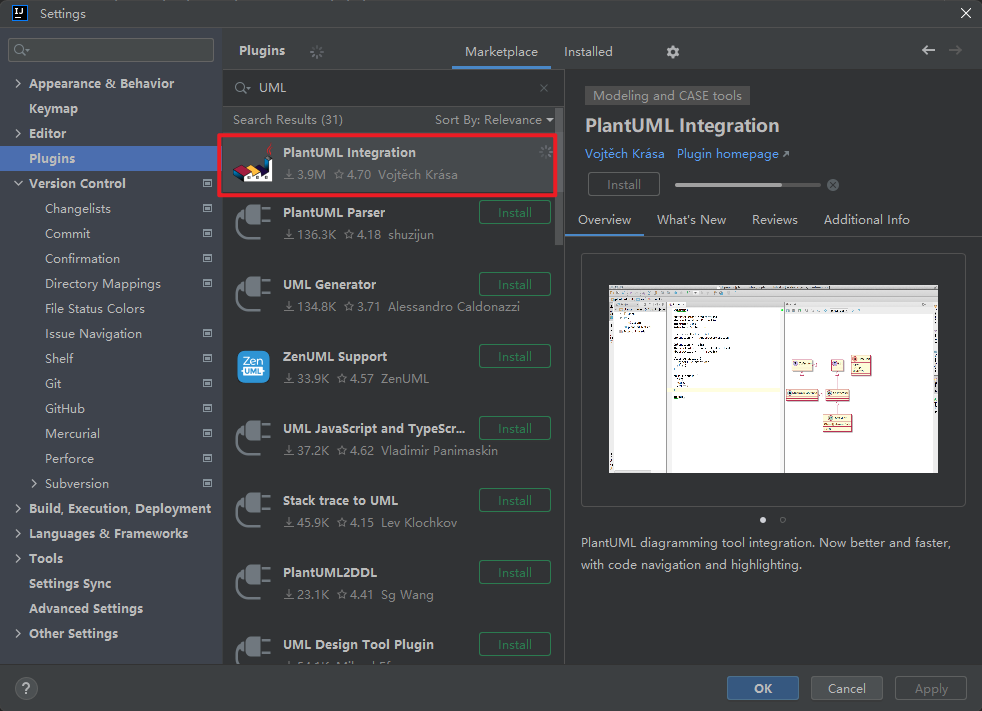 IJ
Settings
Appearance & Behavior
Keymap
Editor
Plugins
Version Control
Changelists
Commit
Confirmation
Directory Mappings
File Status Colors
Issue Navigation
Shelf
Git
GitHub
Mercurial
Perforce
Subversion
Build, Execution, Deployment
Languages & Frameworks
Tools
Settings Sync
Advanced Settings
Other Settings
Plugins
Marketplace
Installed
UML
Search Results (31)
Sort By: Relevance
PlantUML Integration
3.9M 4.70 Vojtěch Krása
PlantUML Parser
Install
136.3K 4.18 shuzijun
UML Generator
Install
134.8K 3.71 Alessandro Caldonazzi
Zen
UML
ZenUML Support
Install
33.9K 4.57 ZenUML
UML JavaScript and TypeScr...
Install
37.2K 4.62 Vladimir Panimaskin
Stack trace to UML
Install
45.9K 4.15 Lev Klochkov
PlantUML2DDL
Install
23.1K 4.41 Sg Wang
UML Design Tool Plugin
Install
Modeling and CASE tools
PlantUML Integration
Vojtěch Krása Plugin homepage ↗
Install
Overview
What's New
Reviews
Additional Info
PlantUML diagramming tool integration. Now better and faster,
with code navigation and highlighting.
?
OK
Cancel
Apply